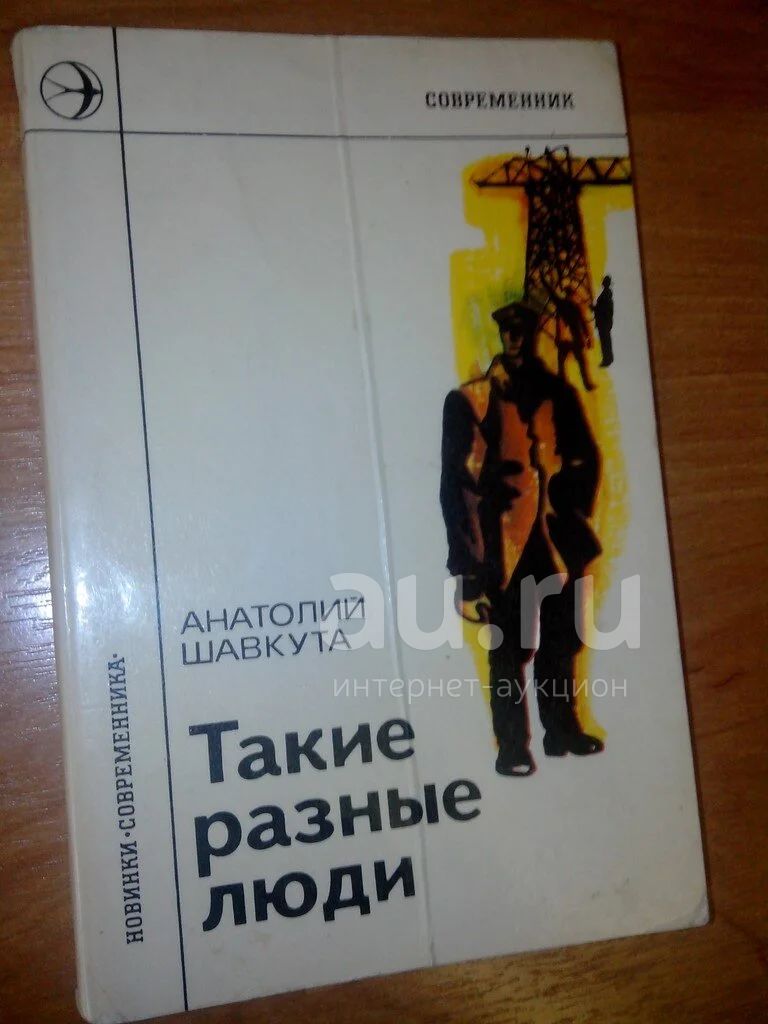 СОВРЕМЕННИК
АНАТОЛИЙ
ШАВКУТА
Такие
разные
люди
НОВИНКИ •СОВРЕМЕННИКА•
au.ru
интернет-аукцион